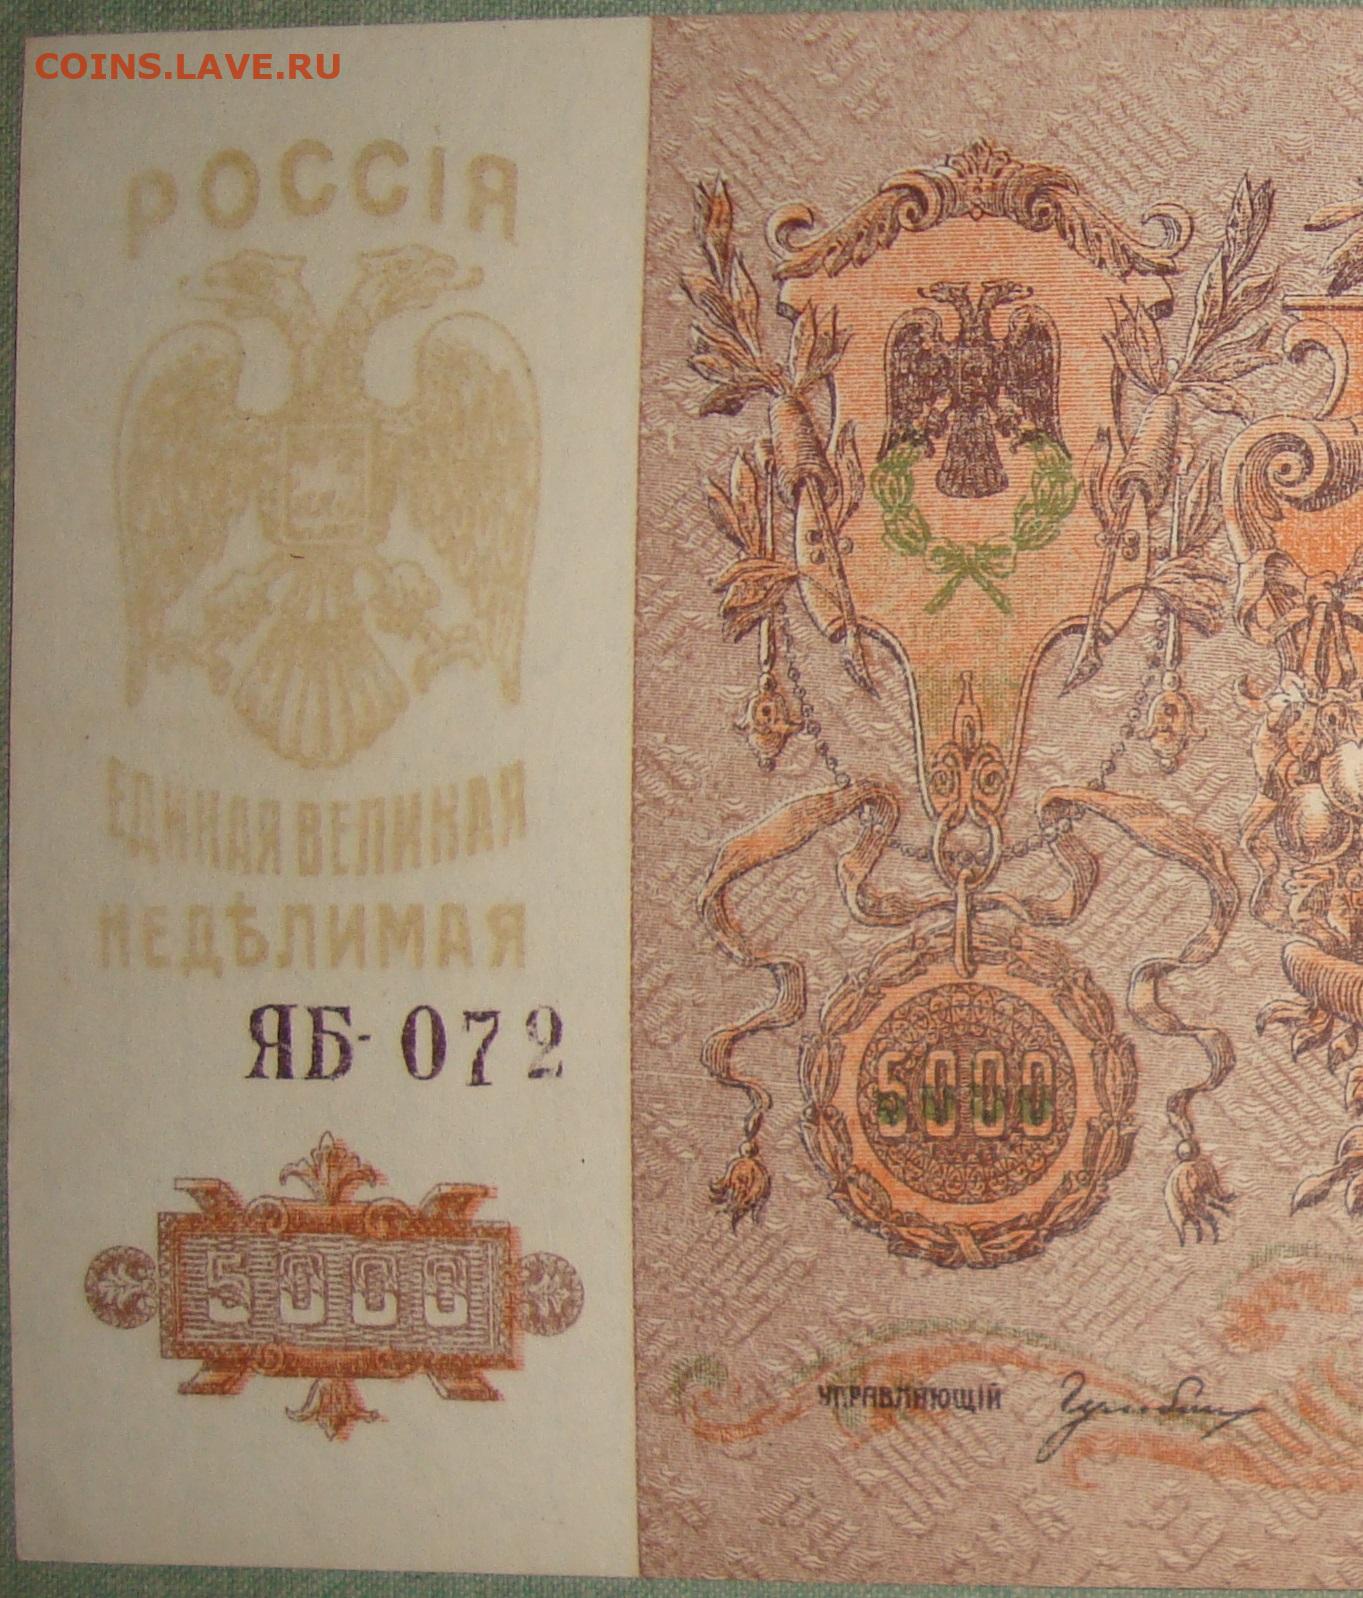 COINS.LAVE.RU
РОССІЯ
ЕДИНАЯ ВЕЛИКАЯ
НЕДѢЛИМАЯ
ЯБ-072
5000
5000
УПРАВЛЯЮЩІЙ